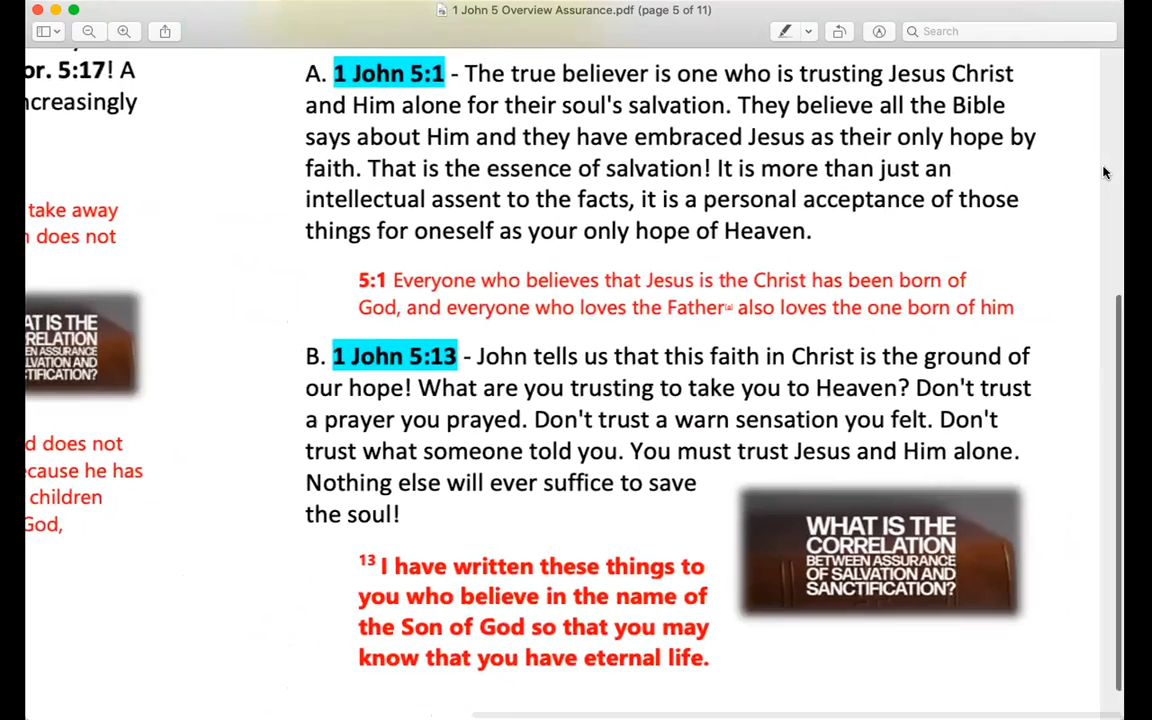 1 John 5 Overview Assurance.pdf (page 5 of 11)
Search
or. 5:17! A
ncreasingly
take away
does not
AT IS THE
RELATION
EN ASSURANCE
LVATION AND
CTIFICATION?
d does not
ecause he has
children
God,
A. 1 John 5:1 - The true believer is one who is trusting Jesus Christ
and Him alone for their soul's salvation. They believe all the Bible
says about Him and they have embraced Jesus as their only hope by
faith. That is the essence of salvation! It is more than just an
intellectual assent to the facts, it is a personal acceptance of those
things for oneself as your only hope of Heaven.
5:1 Everyone who believes that Jesus is the Christ has been born of
God, and everyone who loves the Father also loves the one born of him
B. 1 John 5:13 - John tells us that this faith in Christ is the ground of
our hope! What are you trusting to take you to Heaven? Don't trust
a prayer you prayed. Don't trust a warn sensation you felt. Don't
trust what someone told you. You must trust Jesus and Him alone.
Nothing else will ever suffice to save
the soul!
13 I have written these things to
you who believe in the name of
the Son of God so that you may
know that you have eternal life.
WHAT IS THE
CORRELATION
BETWEEN ASSURANCE
OF SALVATION AND
SANCTIFICATION?